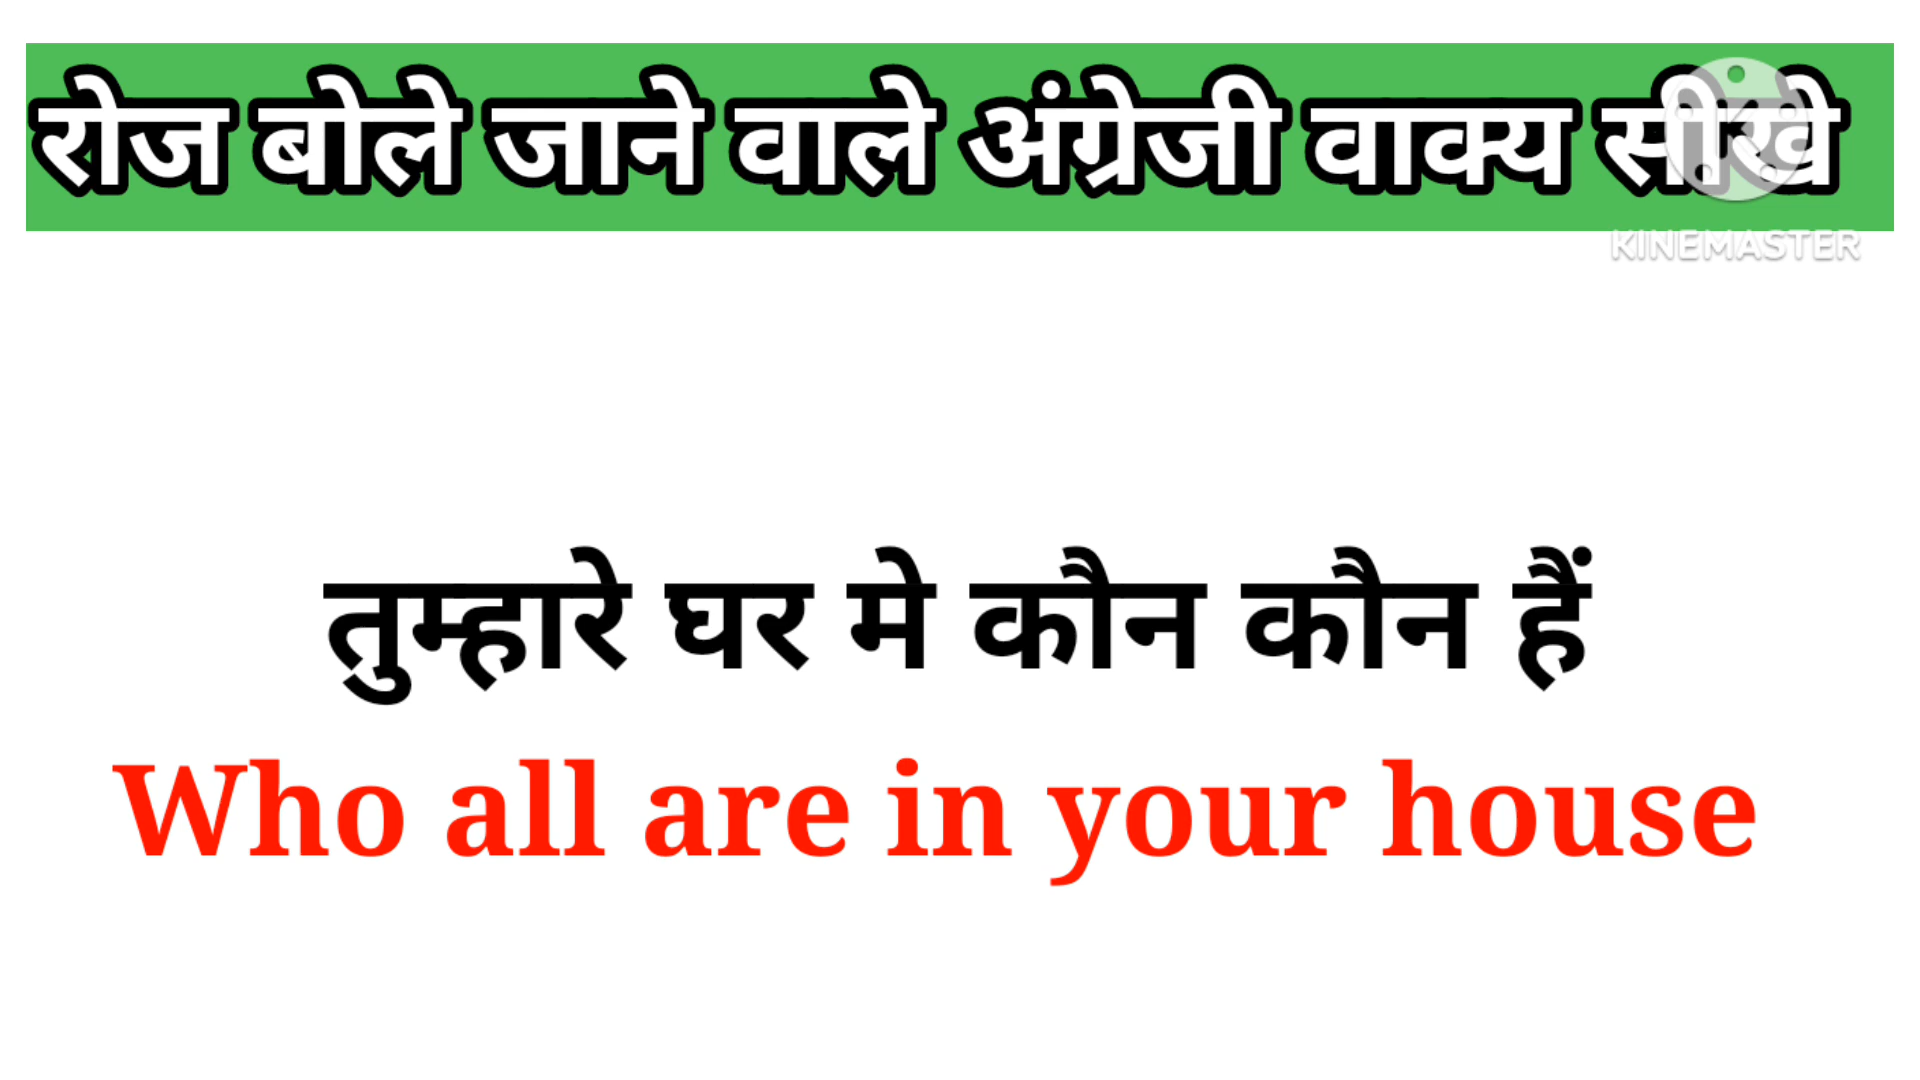 रोज बोले जाने वाले अंग्रेजी वाक्य सीखे
KINEMASTER
तुम्हारे घर मे कौन कौन हैं
Who all are in your house